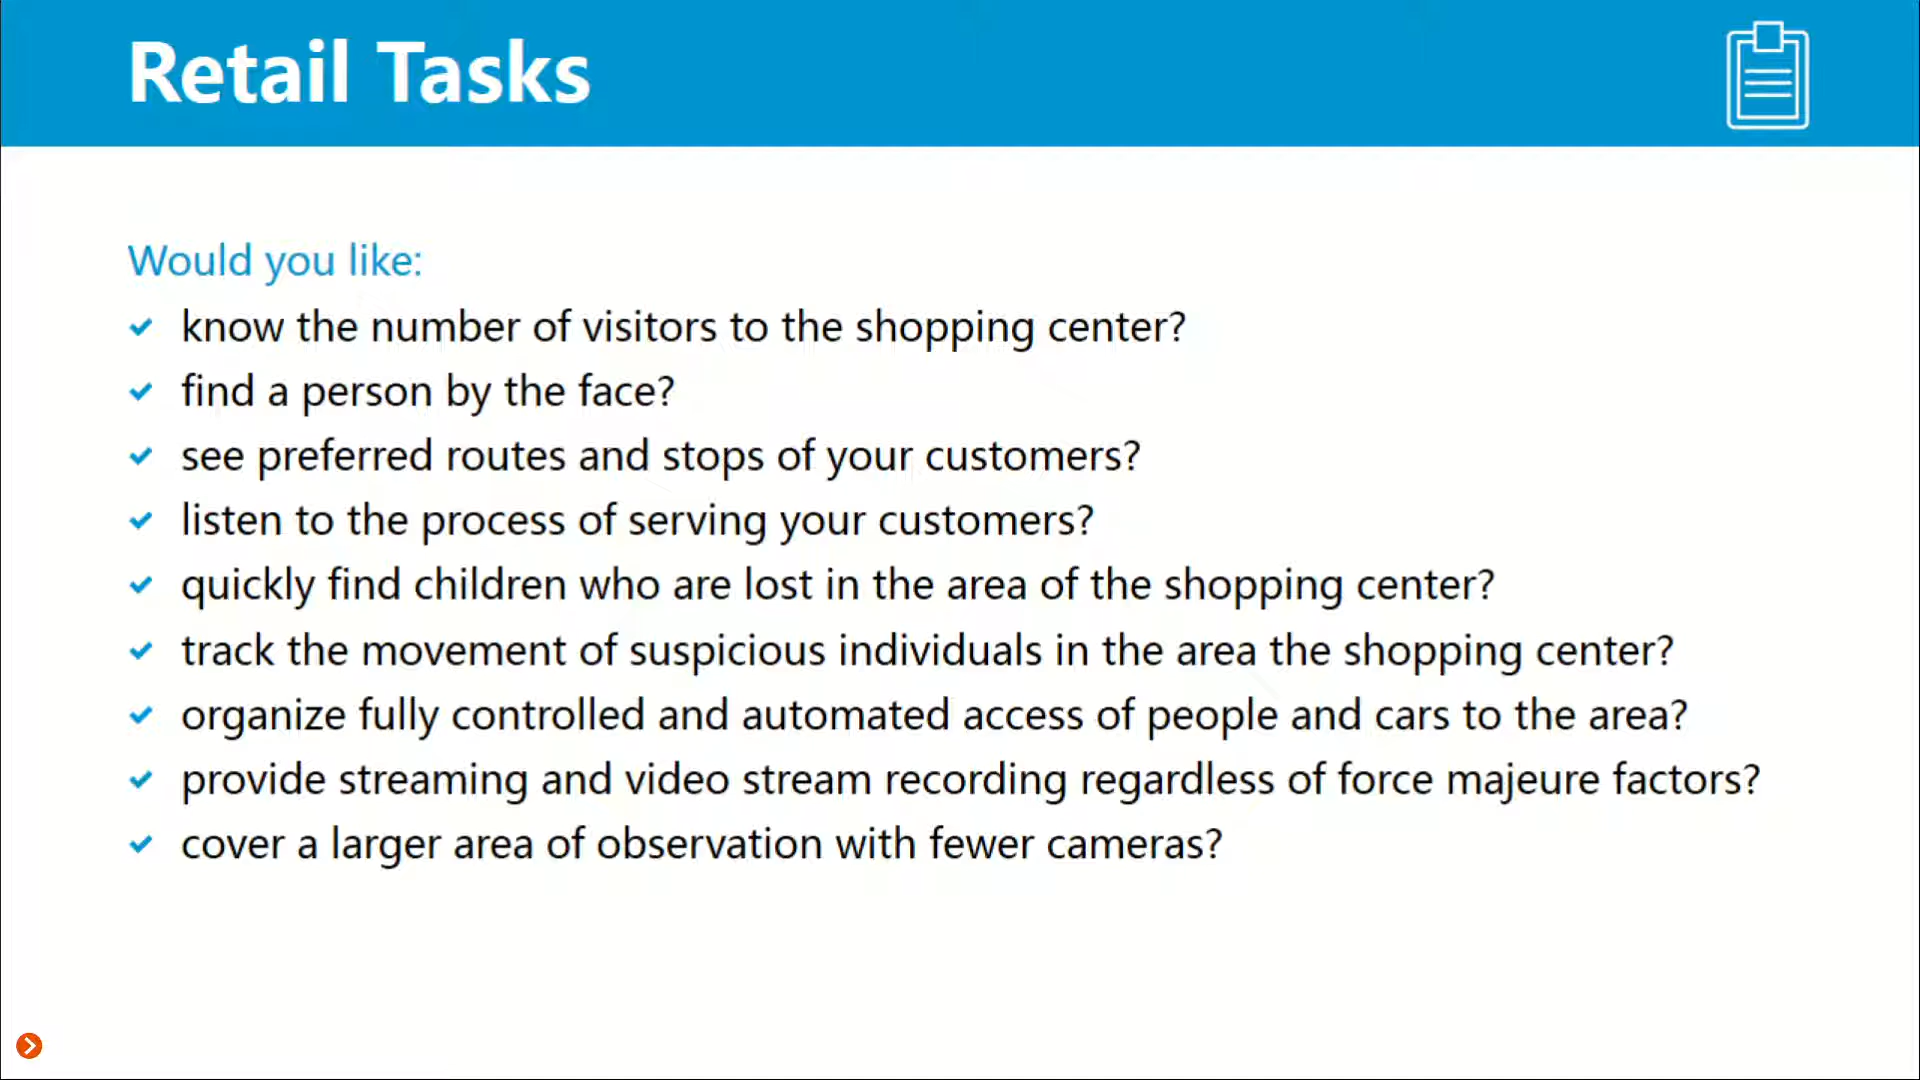 Retail Tasks
Would you like:
know the number of visitors to the shopping center?
find a person by the face?
see preferred routes and stops of your customers?
listen to the process of serving your customers?
quickly find children who are lost in the area of the shopping center?
track the movement of suspicious individuals in the area the shopping center?
organize fully controlled and automated access of people and cars to the area?
provide streaming and video stream recording regardless of force majeure factors?
cover a larger area of observation with fewer cameras?